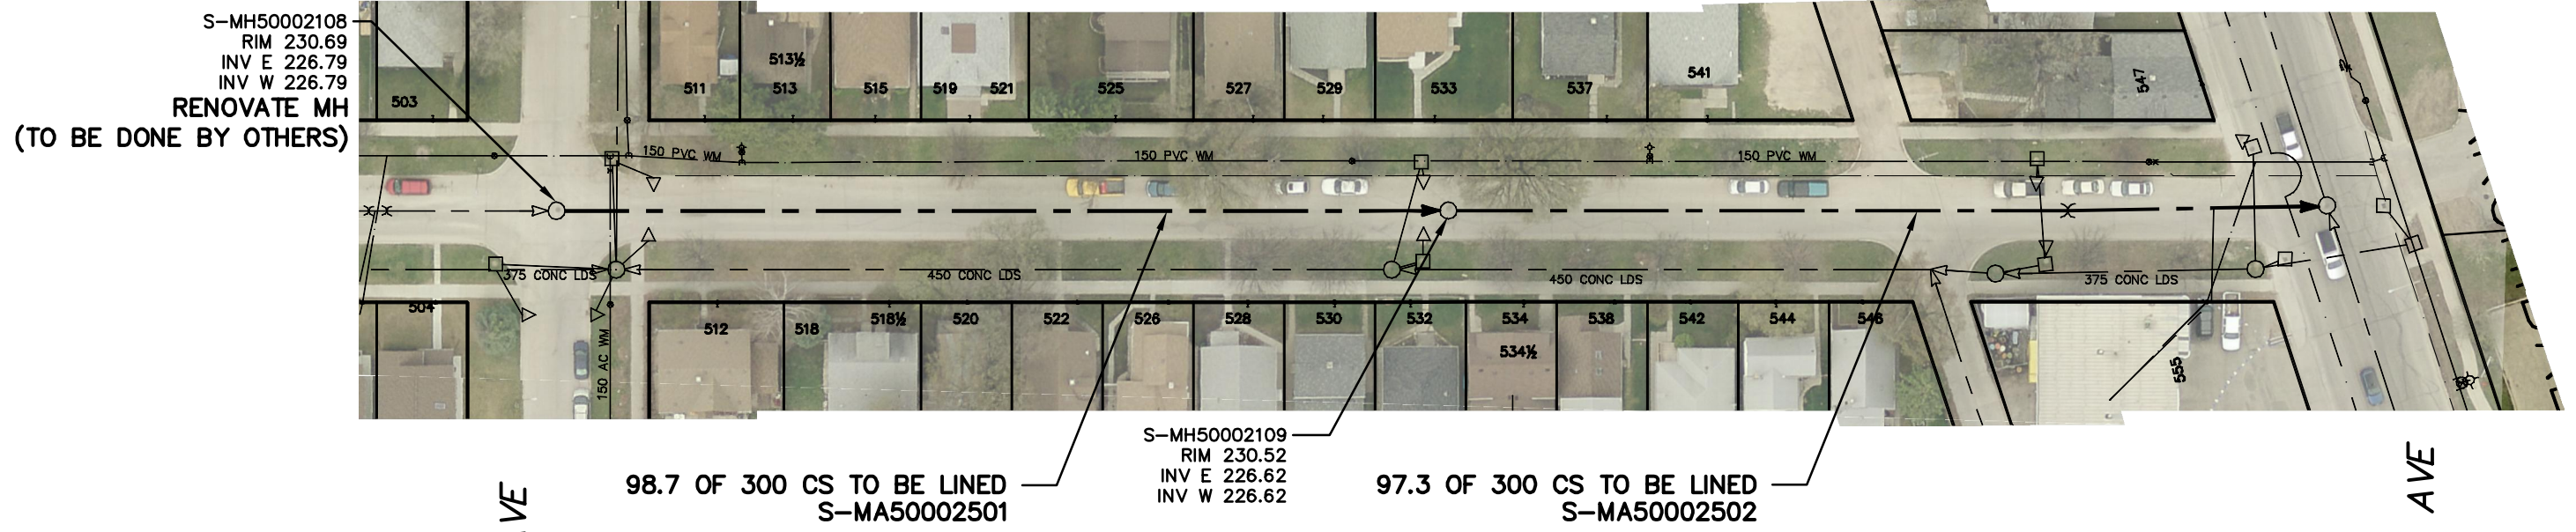 S-MH50002108
RIM 230.69
INV E 226.79
INV W 226.79
RENOVATE MH
(TO BE DONE BY OTHERS)
503
511
513½
513
515
519
521
525
527
529
533
537
541
547
150 PVC WM
150 PVC WM
150 PVC WM
375 CONC LDS
450 CONC LDS
450 CONC LDS
375 CONC LDS
150 AC WM
504
512
518
518½
520
522
526
528
530
532
534
534½
538
542
544
546
555
S-MH50002109
RIM 230.52
INV E 226.62
INV W 226.62
98.7 OF 300 CS TO BE LINED
S-MA50002501
97.3 OF 300 CS TO BE LINED
S-MA50002502
AVE